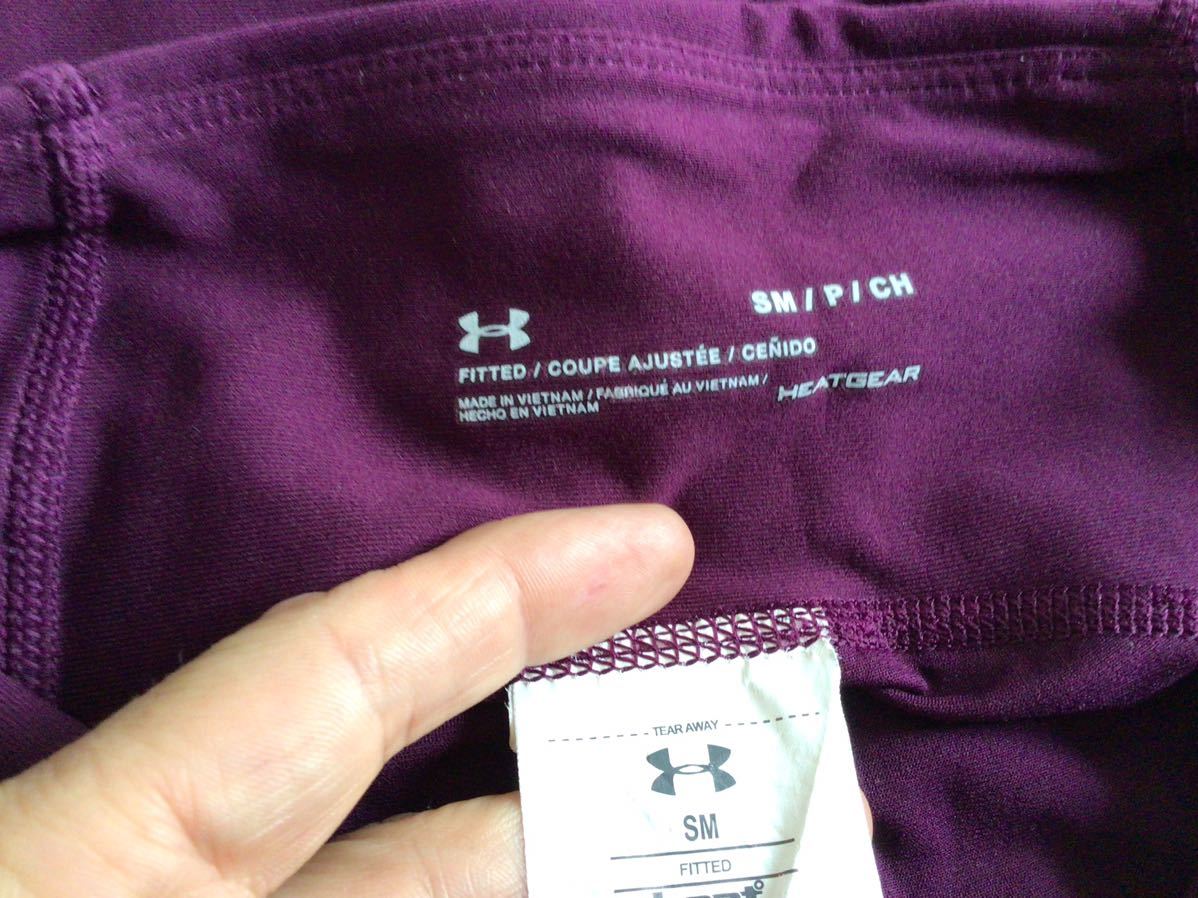 SM / P / CH
FITTED / COUPE AJUSTÉE / CEÑIDO
MADE IN VIETNAM / FABRIQUÉ AU VIETNAM /
HECHO EN VIETNAM
HEATGEAR
TEAR AWAY
SM
FITTED